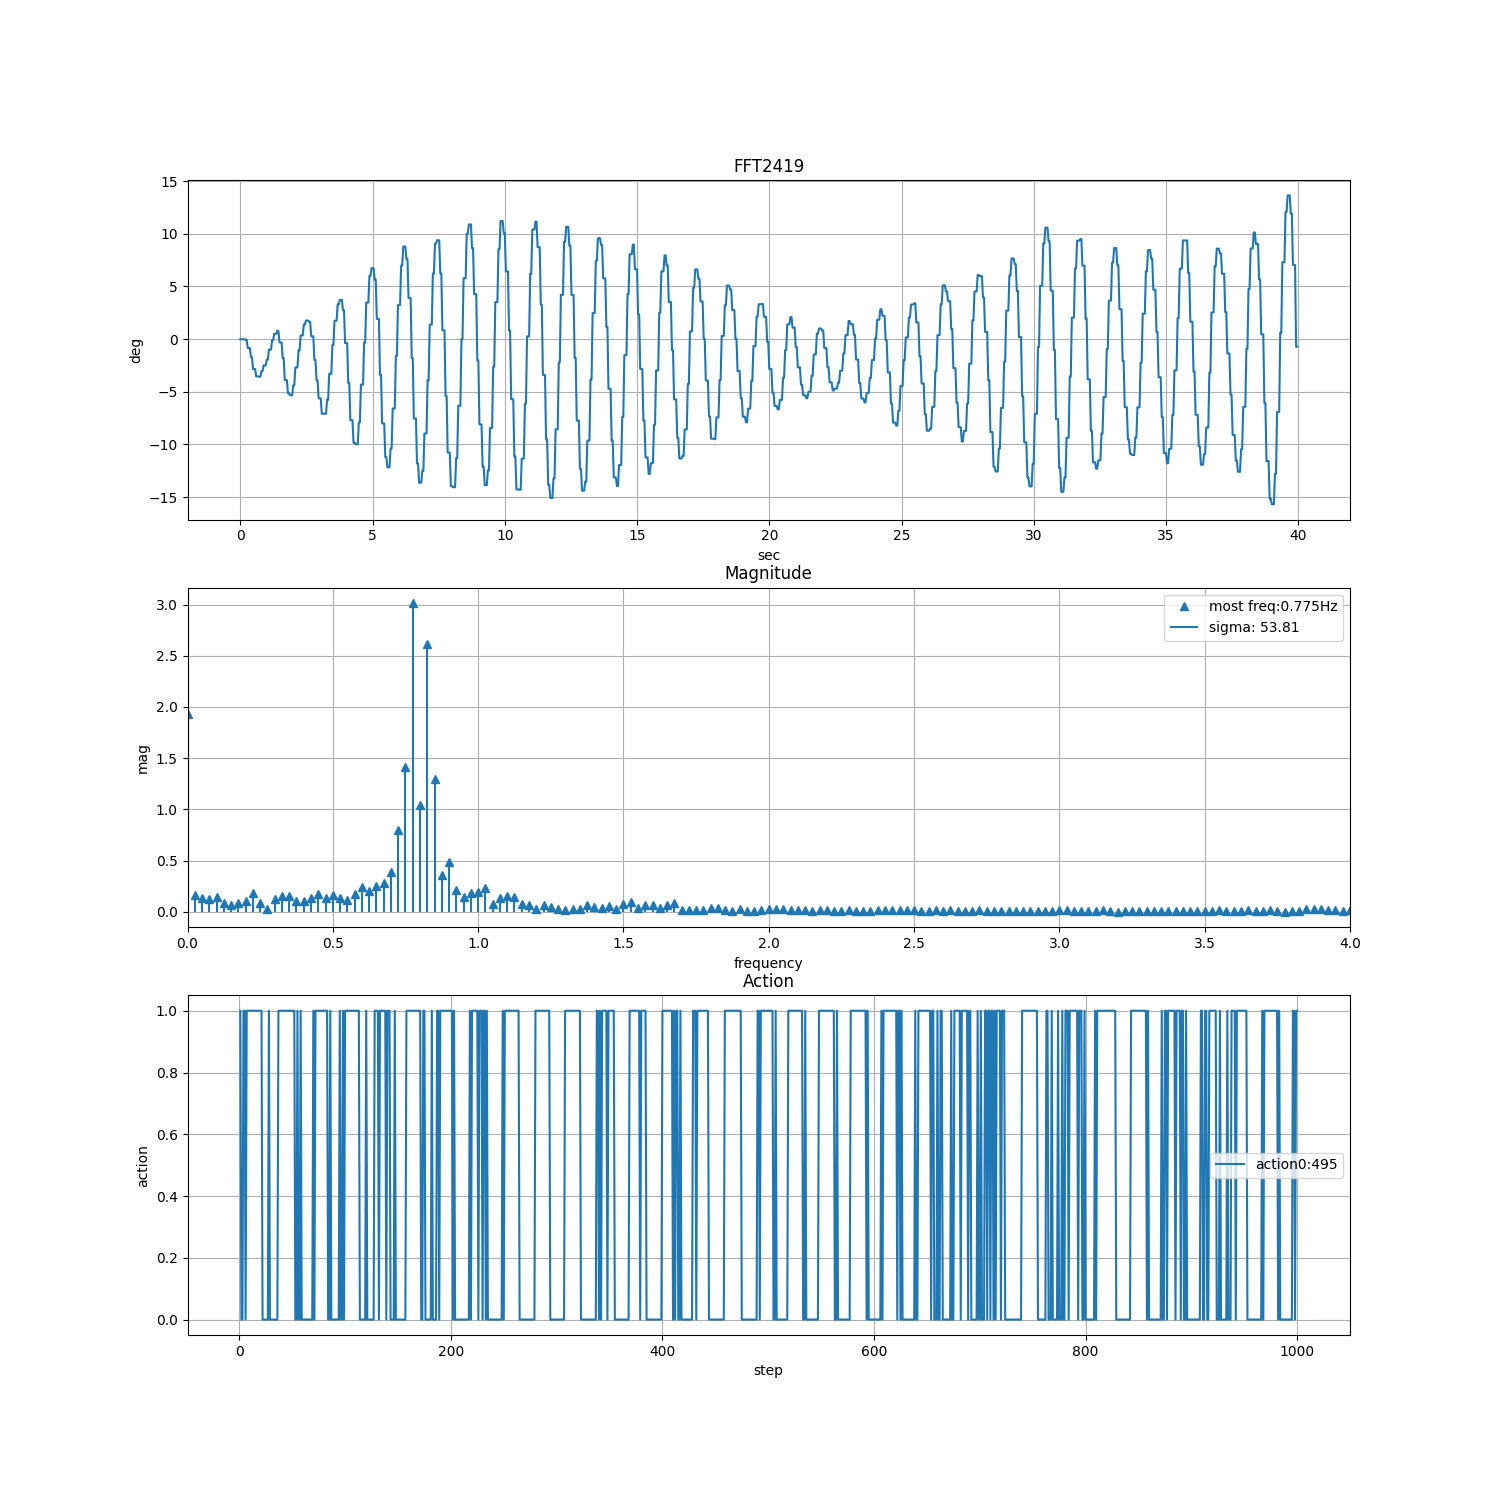 FFT2419
15
10
5
0
−5
−10
−15
deg
0 5 10 15 20 25 30 35 40
sec
Magnitude
3.0
2.5
2.0
1.5
1.0
0.5
0.0
mag
most freq:0.775Hz
sigma: 53.81
0.0 0.5 1.0 1.5 2.0 2.5 3.0 3.5 4.0
frequency
Action
1.0
0.8
0.6
0.4
0.2
0.0
action
action0:495
0 200 400 600 800 1000
step